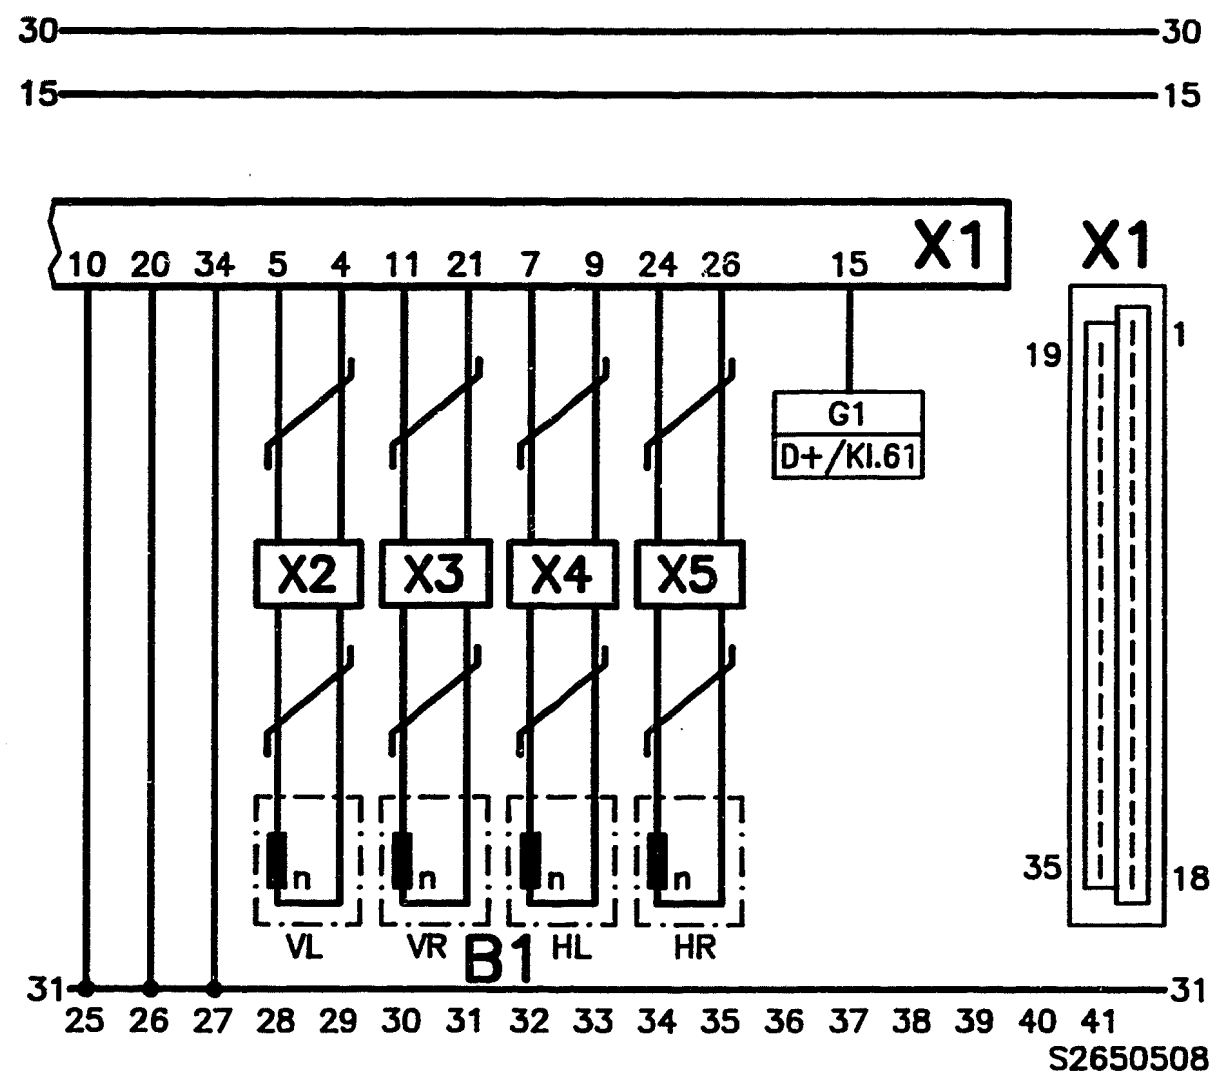 30 30
15 15
X1 X1
10 20 34 5 4 11 21 7 9 24 26 15
19 1
G1
D+/Kl.61
X2 X3 X4 X5
n n n n
35 18
VL VR B1 HL HR
31 31
25 26 27 28 29 30 31 32 33 34 35 36 37 38 39 40 41
S2650508